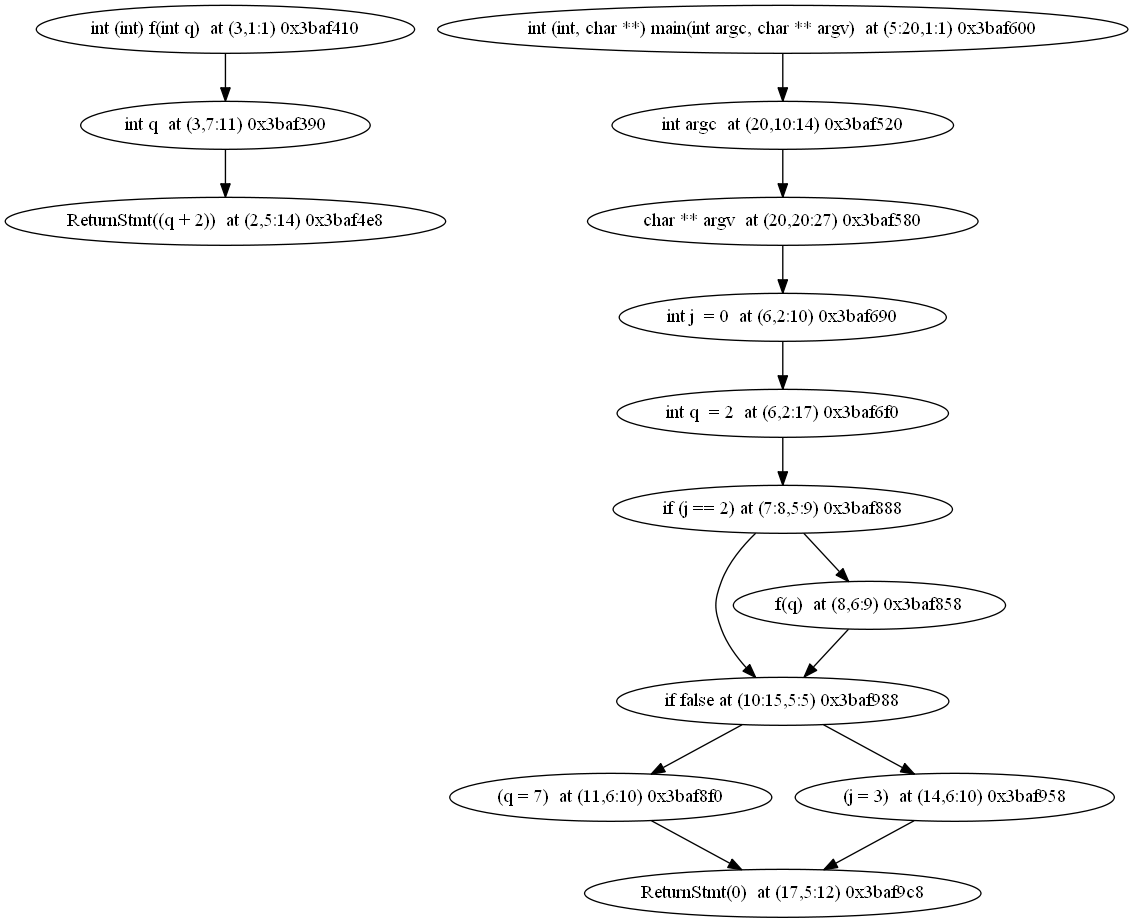 int (int) f(int q)  at (3,1:1) 0x3baf410
int q  at (3,7:11) 0x3baf390
ReturnStmt((q + 2))  at (2,5:14) 0x3baf4e8
int (int, char **) main(int argc, char ** argv)  at (5:20,1:1) 0x3baf600
int argc  at (20,10:14) 0x3baf520
char ** argv  at (20,20:27) 0x3baf580
int j  = 0  at (6,2:10) 0x3baf690
int q  = 2  at (6,2:17) 0x3baf6f0
if (j == 2) at (7:8,5:9) 0x3baf888
f(q)  at (8,6:9) 0x3baf858
if false at (10:15,5:5) 0x3baf988
(q = 7)  at (11,6:10) 0x3baf8f0
(j = 3)  at (14,6:10) 0x3baf958
ReturnStmt(0)  at (17,5:12) 0x3baf9c8